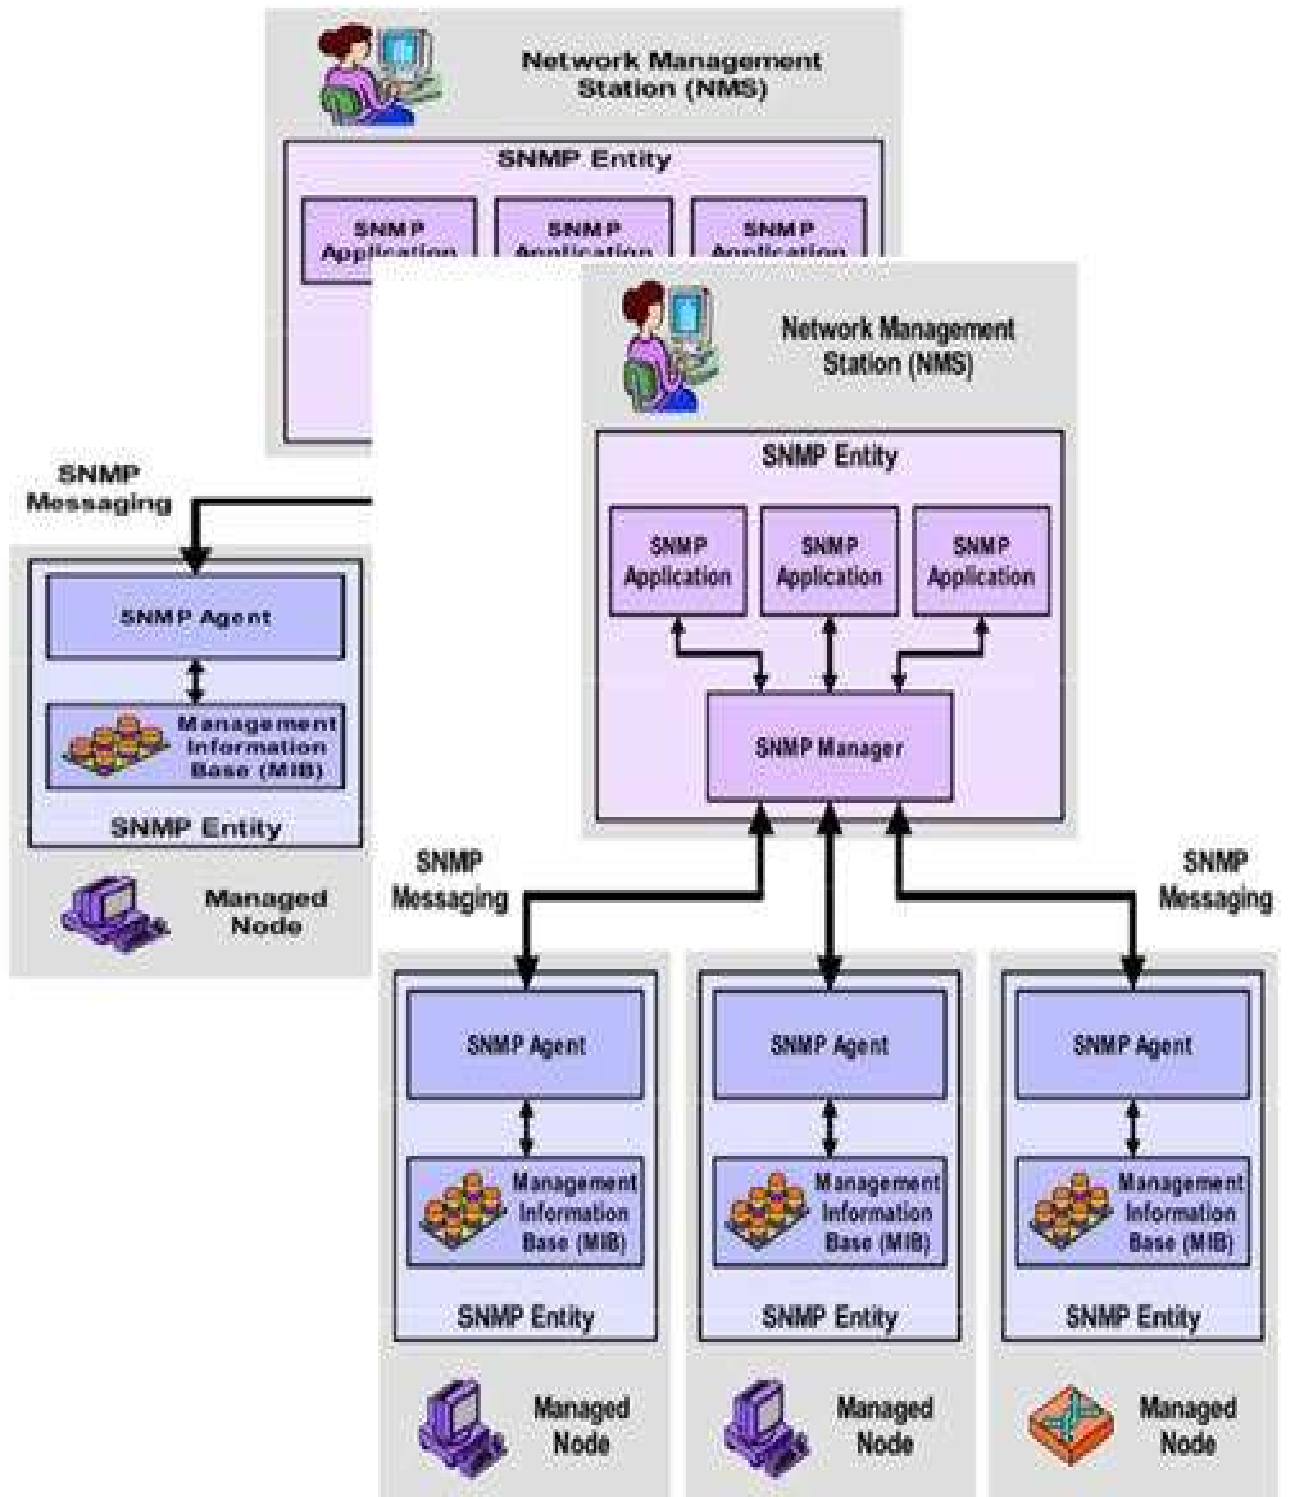 Network Management
Station (NMS)
SNMP Entity
SNMP
Application
SNMP
Application
SNMP
Application
SNMP
Messaging
SNMP Agent
Management
Information
Base (MIB)
SNMP Entity
Managed
Node
Network Management
Station (NMS)
SNMP Entity
SNMP
Application
SNMP
Application
SNMP
Application
SNMP Manager
SNMP
Messaging
SNMP
Messaging
SNMP Agent
Management
Information
Base (MIB)
SNMP Entity
Managed
Node
SNMP Agent
Management
Information
Base (MIB)
SNMP Entity
Managed
Node
SNMP Agent
Management
Information
Base (MIB)
SNMP Entity
Managed
Node